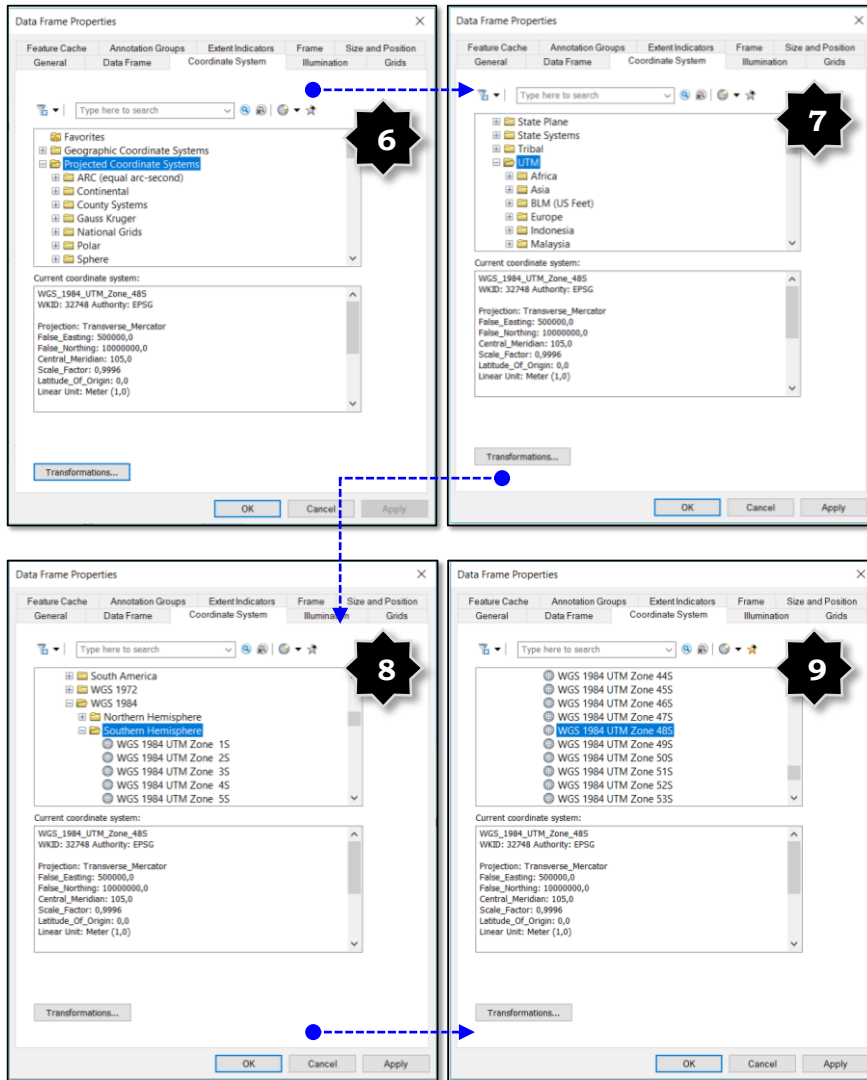 Data Frame Properties
Feature Cache Annotation Groups Extent Indicators Frame Size and Position
General Data Frame Coordinate System Illumination Grids
Type here to search
6
Favorites
Geographic Coordinate Systems
Projected Coordinate Systems
ARC (equal arc-second)
Continental
County Systems
Gauss Kruger
National Grids
Polar
Sphere
Current coordinate system:
WGS_1984_UTM_Zone_48S
WKID: 32748 Authority: EPSG
Projection: Transverse_Mercator
False_Easting: 500000,0
False_Northing: 10000000,0
Central_Meridian: 105,0
Scale_Factor: 0,9996
Latitude_Of_Origin: 0,0
Linear Unit: Meter (1,0)
Transformations...
OK Cancel Apply
Data Frame Properties
Feature Cache Annotation Groups Extent Indicators Frame Size and Position
General Data Frame Coordinate System Illumination Grids
Type here to search
7
State Plane
State Systems
Tribal
UTM
Africa
Asia
BLM (US Feet)
Europe
Indonesia
Malaysia
Current coordinate system:
WGS_1984_UTM_Zone_48S
WKID: 32748 Authority: EPSG
Projection: Transverse_Mercator
False_Easting: 500000,0
False_Northing: 10000000,0
Central_Meridian: 105,0
Scale_Factor: 0,9996
Latitude_Of_Origin: 0,0
Linear Unit: Meter (1,0)
Transformations...
OK Cancel Apply
Data Frame Properties
Feature Cache Annotation Groups Extent Indicators Frame Size and Position
General Data Frame Coordinate System Illumination Grids
Type here to search
8
South America
WGS 1972
WGS 1984
Northern Hemisphere
Southern Hemisphere
WGS 1984 UTM Zone 1S
WGS 1984 UTM Zone 2S
WGS 1984 UTM Zone 3S
WGS 1984 UTM Zone 4S
WGS 1984 UTM Zone 5S
Current coordinate system:
WGS_1984_UTM_Zone_48S
WKID: 32748 Authority: EPSG
Projection: Transverse_Mercator
False_Easting: 500000,0
False_Northing: 10000000,0
Central_Meridian: 105,0
Scale_Factor: 0,9996
Latitude_Of_Origin: 0,0
Linear Unit: Meter (1,0)
Transformations...
OK Cancel Apply
Data Frame Properties
Feature Cache Annotation Groups Extent Indicators Frame Size and Position
General Data Frame Coordinate System Illumination Grids
Type here to search
9
WGS 1984 UTM Zone 44S
WGS 1984 UTM Zone 45S
WGS 1984 UTM Zone 46S
WGS 1984 UTM Zone 47S
WGS 1984 UTM Zone 48S
WGS 1984 UTM Zone 49S
WGS 1984 UTM Zone 50S
WGS 1984 UTM Zone 51S
WGS 1984 UTM Zone 52S
WGS 1984 UTM Zone 53S
Current coordinate system:
WGS_1984_UTM_Zone_48S
WKID: 32748 Authority: EPSG
Projection: Transverse_Mercator
False_Easting: 500000,0
False_Northing: 10000000,0
Central_Meridian: 105,0
Scale_Factor: 0,9996
Latitude_Of_Origin: 0,0
Linear Unit: Meter (1,0)
Transformations...
OK Cancel Apply